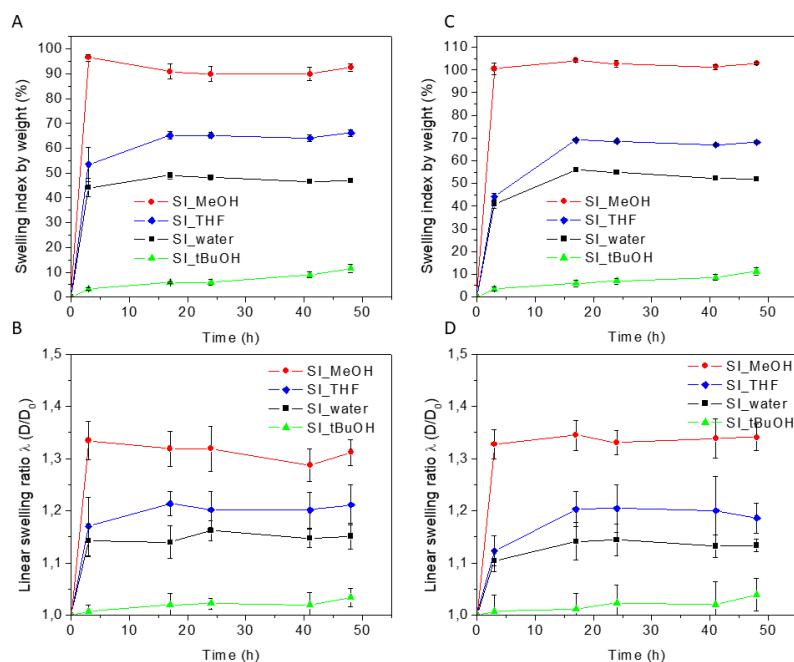 A
Swelling index by weight (%)
100
90
80
70
60
50
40
30
20
10
0
SI_MeOH
SI_THF
SI_water
SI_tBuOH
0 10 20 30 40 50
Time (h)
B
Linear swelling ratio λ (D/D₀)
1,5
1,4
1,3
1,2
1,1
1,0
SI_MeOH
SI_THF
SI_water
SI_tBuOH
0 10 20 30 40 50
Time (h)
C
Swelling index by weight (%)
110
100
90
80
70
60
50
40
30
20
10
0
SI_MeOH
SI_THF
SI_water
SI_tBuOH
0 10 20 30 40 50
Time (h)
D
Linear swelling ratio λ (D/D₀)
1,5
1,4
1,3
1,2
1,1
1,0
SI_MeOH
SI_THF
SI_water
SI_tBuOH
0 10 20 30 40 50
Time (h)